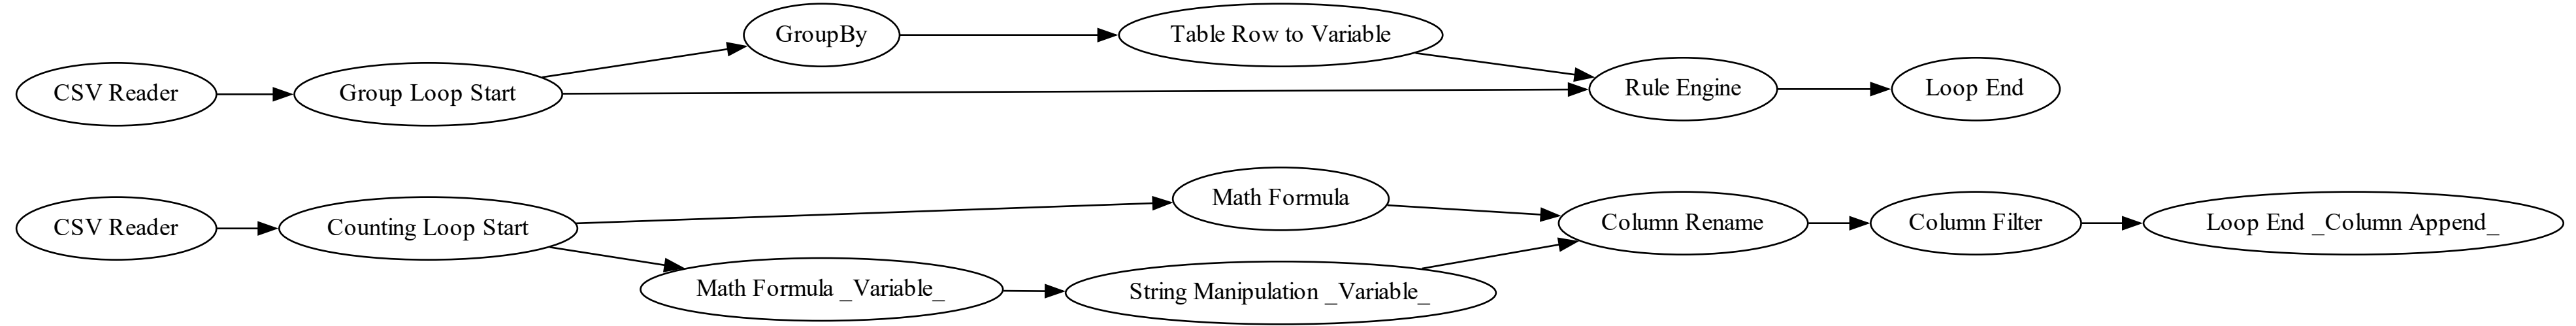 GroupBy
Table Row to Variable
CSV Reader
Group Loop Start
Rule Engine
Loop End
Math Formula
CSV Reader
Counting Loop Start
Column Rename
Column Filter
Loop End _Column Append_
Math Formula _Variable_
String Manipulation _Variable_